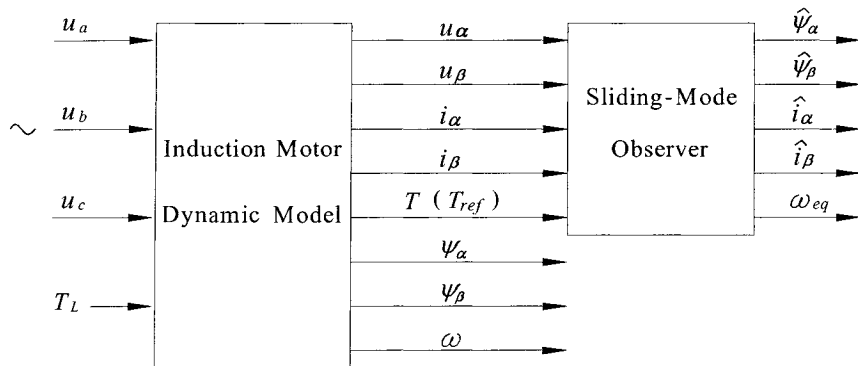 u_a
u_b
~
u_c
T_L
Induction Motor
Dynamic Model
u_α
u_β
i_α
i_β
T ( T_ref )
ψ_α
ψ_β
ω
Sliding-Mode
Observer
ψ̂_α
ψ̂_β
î_α
î_β
ω_eq